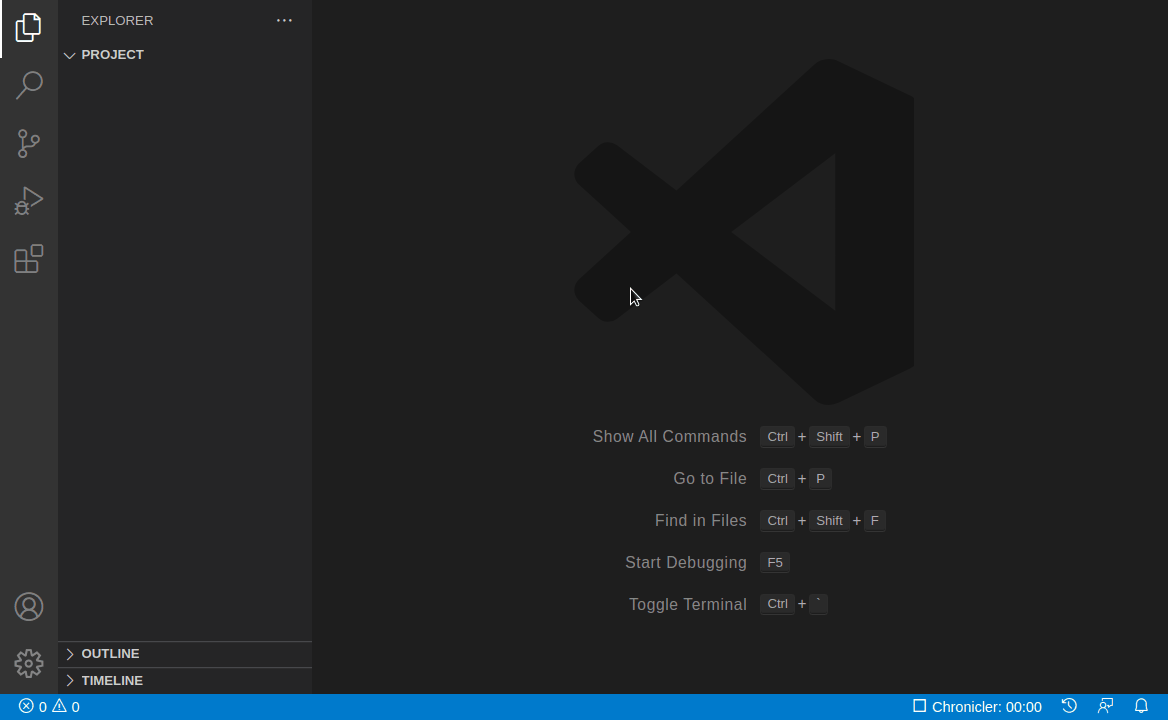 EXPLORER
PROJECT
Show All Commands Ctrl + Shift + P
Go to File Ctrl + P
Find in Files Ctrl + Shift + F
Start Debugging F5
Toggle Terminal Ctrl + `
OUTLINE
TIMELINE
0 0 Chronicler: 00:00